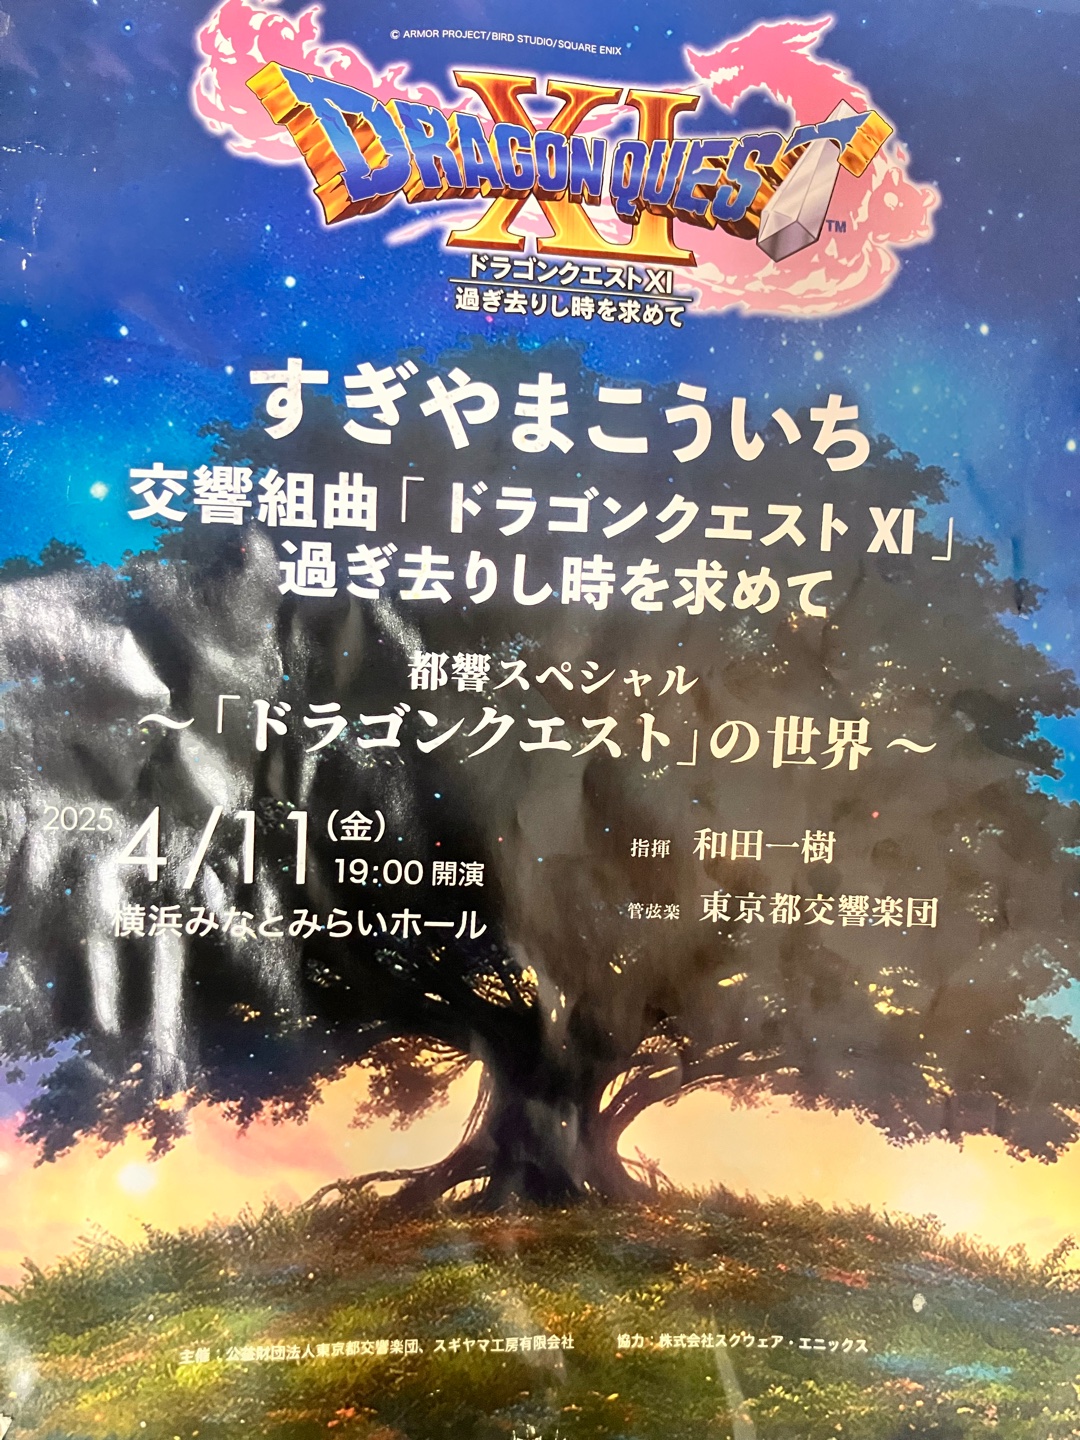 © ARMOR PROJECT/BIRD STUDIO/SQUARE ENIX
DRAGON QUEST XI
TM
ドラゴンクエストXI
過ぎ去りし時を求めて
すぎやまこういち
交響組曲「ドラゴンクエスト XI」
過ぎ去りし時を求めて
都響スペシャル
～「ドラゴンクエスト」の世界～
2025 4/11(金)
19:00 開演
横浜みなとみらいホール
指揮 和田一樹
管弦楽 東京都交響楽団
主催：公益財団法人東京都交響楽団、スギヤマ工房有限会社 協力：株式会社スクウェア・エニックス